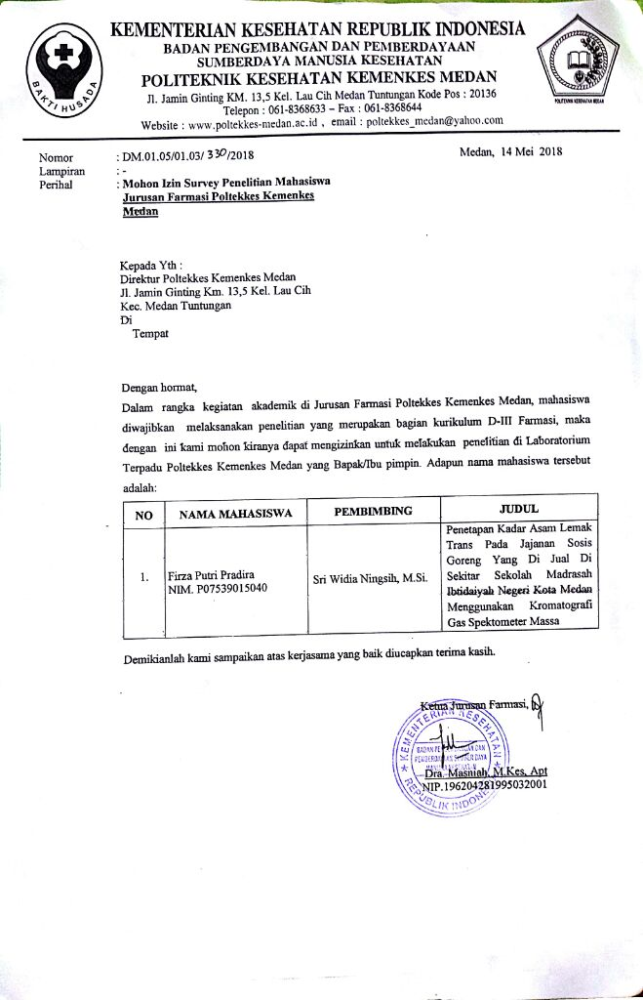 KEMENTERIAN KESEHATAN REPUBLIK INDONESIA
BADAN PENGEMBANGAN DAN PEMBERDAYAAN
SUMBERDAYA MANUSIA KESEHATAN
POLITEKNIK KESEHATAN KEMENKES MEDAN
Jl. Jamin Ginting KM. 13,5 Kel. Lau Cih Medan Tuntungan Kode Pos : 20136
Telepon : 061-8368633 – Fax : 061-8368644
Website : www.poltekkes-medan.ac.id , email : poltekkes_medan@yahoo.com
BAKTI HUSADA
POLITEKNIK KESEHATAN MEDAN
Nomor : DM.01.05/01.03/ 330/2018 Medan, 14 Mei 2018
Lampiran : -
Perihal : Mohon Izin Survey Penelitian Mahasiswa
Jurusan Farmasi Poltekkes Kemenkes
Medan
Kepada Yth :
Direktur Poltekkes Kemenkes Medan
Jl. Jamin Ginting Km. 13,5 Kel. Lau Cih
Kec. Medan Tuntungan
Di
Tempat
Dengan hormat,
Dalam rangka kegiatan akademik di Jurusan Farmasi Poltekkes Kemenkes Medan, mahasiswa
diwajibkan melaksanakan penelitian yang merupakan bagian kurikulum D-III Farmasi, maka
dengan ini kami mohon kiranya dapat mengizinkan untuk melakukan penelitian di Laboratorium
Terpadu Poltekkes Kemenkes Medan yang Bapak/Ibu pimpin. Adapun nama mahasiswa tersebut
adalah:
NO NAMA MAHASISWA PEMBIMBING JUDUL
1. Firza Putri Pradira
NIM. P07539015040
Sri Widia Ningsih, M.Si.
Penetapan Kadar Asam Lemak
Trans Pada Jajanan Sosis
Goreng Yang Di Jual Di
Sekitar Sekolah Madrasah
Ibtidaiyah Negeri Kota Medan
Menggunakan Kromatografi
Gas Spektometer Massa
Demikianlah kami sampaikan atas kerjasama yang baik diucapkan terima kasih.
Ketua Jurusan Farmasi,
KEMENTERIAN KESEHATAN
REPUBLIK INDONESIA
Dra. Masniah, M.Kes, Apt
NIP.196204281995032001